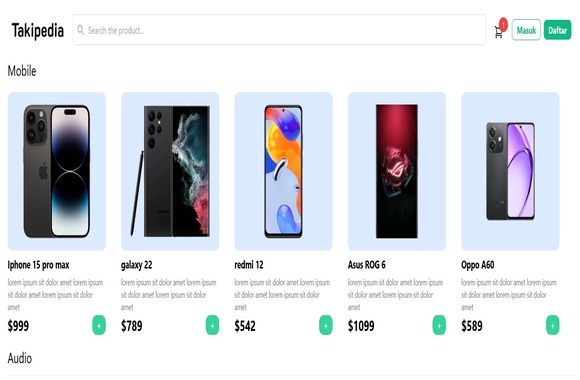 Takipedia
Search the product...
1
Masuk
Daftar
Mobile
Iphone 15 pro max
lorem ipsum sit dolor amet lorem ipsum
sit dolor amet lorem ipsum sit dolor
amet
$999
+
galaxy 22
lorem ipsum sit dolor amet lorem ipsum
sit dolor amet lorem ipsum sit dolor
amet
$789
+
redmi 12
lorem ipsum sit dolor amet lorem ipsum
sit dolor amet lorem ipsum sit dolor
amet
$542
+
Asus ROG 6
lorem ipsum sit dolor amet lorem ipsum
sit dolor amet lorem ipsum sit dolor
amet
$1099
+
Oppo A60
lorem ipsum sit dolor amet lorem ipsum
sit dolor amet lorem ipsum sit dolor
amet
$589
+
Audio